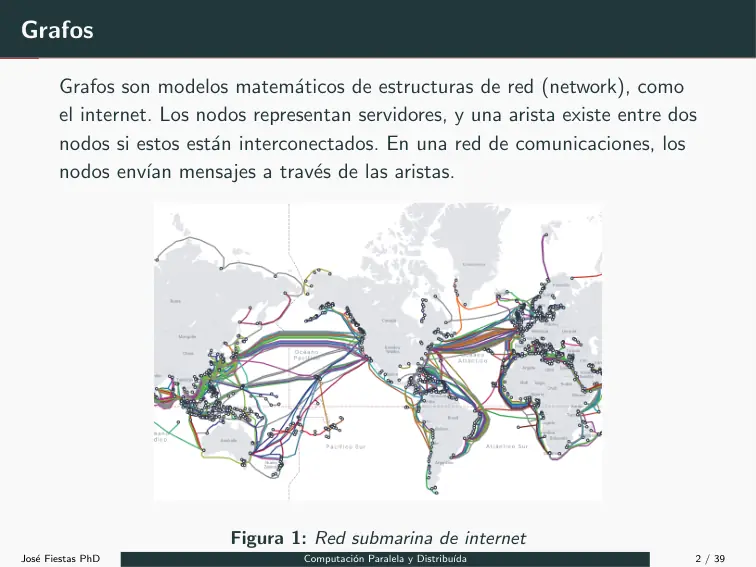 Grafos
Grafos son modelos matemáticos de estructuras de red (network), como
el internet. Los nodos representan servidores, y una arista existe entre dos
nodos si estos están interconectados. En una red de comunicaciones, los
nodos envían mensajes a través de las aristas.
Océano
Pacífico
Océano
Atlántico
Pacífico Sur
Atlántico Sur
Figura 1: Red submarina de internet
José Fiestas PhD
Computación Paralela y Distribuída
2 / 39